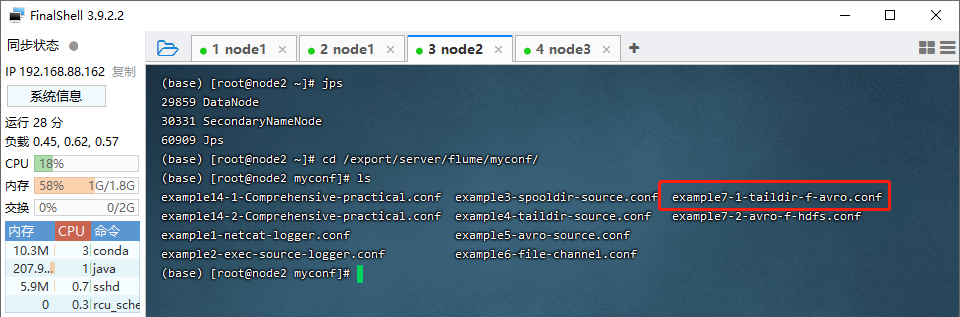 FinalShell 3.9.2.2
同步状态
IP 192.168.88.162 复制
系统信息
运行 28 分
负载 0.45, 0.62, 0.57
CPU 18%
内存 58% 1G/1.8G
交换 0% 0/2G
内存 CPU 命令
10.3M 3 conda
207.9... 1 java
5.9M 0.7 sshd
0 0.3 rcu_sche
1 node1 2 node1 3 node2 4 node3
(base) [root@node2 ~]# jps
29859 DataNode
30331 SecondaryNameNode
60909 Jps
(base) [root@node2 ~]# cd /export/server/flume/myconf/
(base) [root@node2 myconf]# ls
example14-1-Comprehensive-practical.conf example3-spooldir-source.conf example7-1-taildir-f-avro.conf
example14-2-Comprehensive-practical.conf example4-taildir-source.conf example7-2-avro-f-hdfs.conf
example1-netcat-logger.conf example5-avro-source.conf
example2-exec-source-logger.conf example6-file-channel.conf
(base) [root@node2 myconf]#